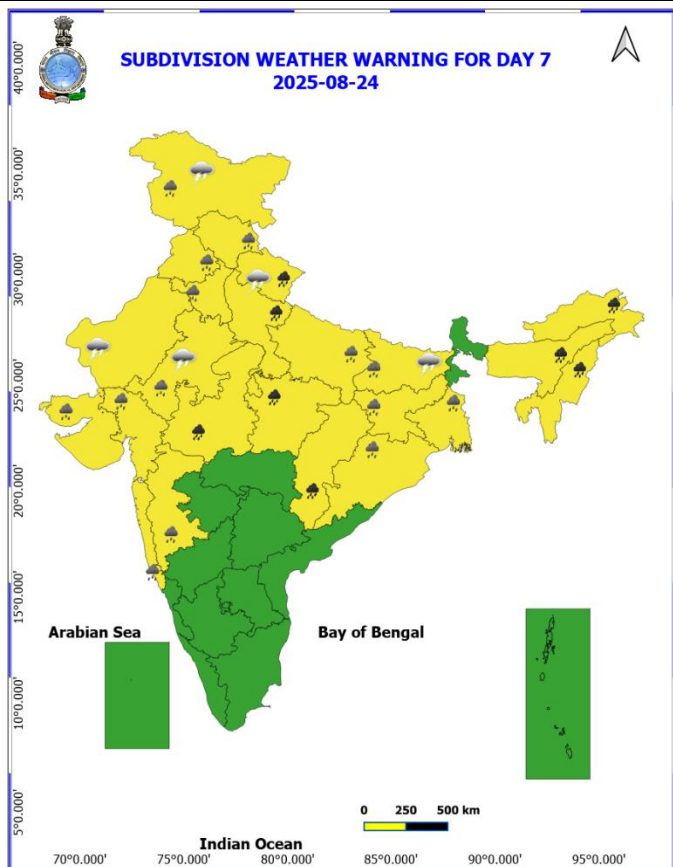 SUBDIVISION WEATHER WARNING FOR DAY 7
2025-08-24
40°0.000'
35°0.000'
30°0.000'
25°0.000'
20°0.000'
15°0.000'
10°0.000'
5°0.000'
Arabian Sea
Bay of Bengal
0 250 500 km
Indian Ocean
70°0.000' 75°0.000' 80°0.000' 85°0.000' 90°0.000' 95°0.000'